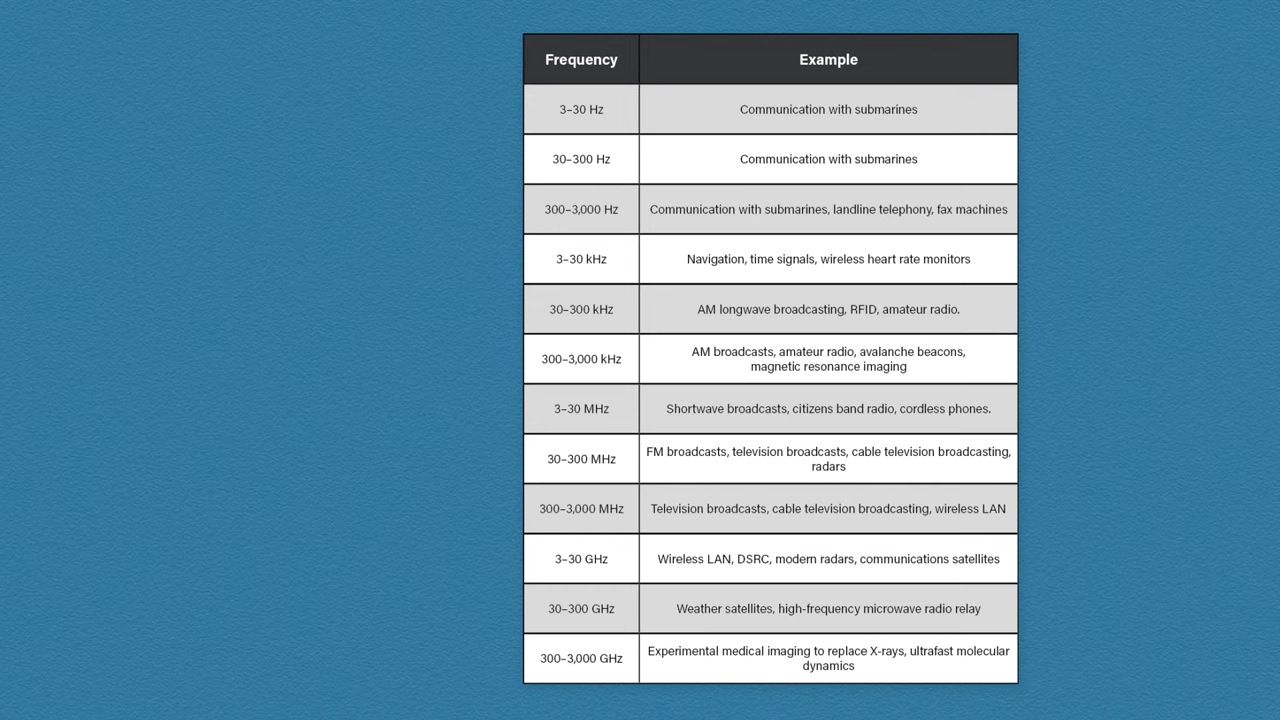 Frequency Example
3–30 Hz Communication with submarines
30–300 Hz Communication with submarines
300–3,000 Hz Communication with submarines, landline telephony, fax machines
3–30 kHz Navigation, time signals, wireless heart rate monitors
30–300 kHz AM longwave broadcasting, RFID, amateur radio.
300–3,000 kHz AM broadcasts, amateur radio, avalanche beacons,
magnetic resonance imaging
3–30 MHz Shortwave broadcasts, citizens band radio, cordless phones.
30–300 MHz FM broadcasts, television broadcasts, cable television broadcasting,
radars
300–3,000 MHz Television broadcasts, cable television broadcasting, wireless LAN
3–30 GHz Wireless LAN, DSRC, modern radars, communications satellites
30–300 GHz Weather satellites, high-frequency microwave radio relay
300–3,000 GHz Experimental medical imaging to replace X-rays, ultrafast molecular
dynamics